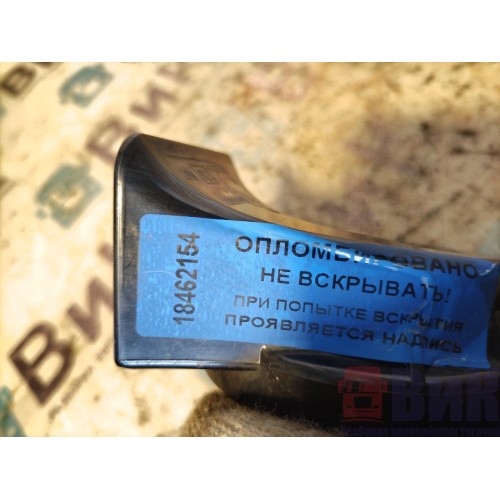 18462154
ОПЛОМБИРОВАНО
НЕ ВСКРЫВАТЬ!
ПРИ ПОПЫТКЕ ВСКРЫТИЯ
ПРОЯВЛЯЕТСЯ НАДПИСЬ
ВИК